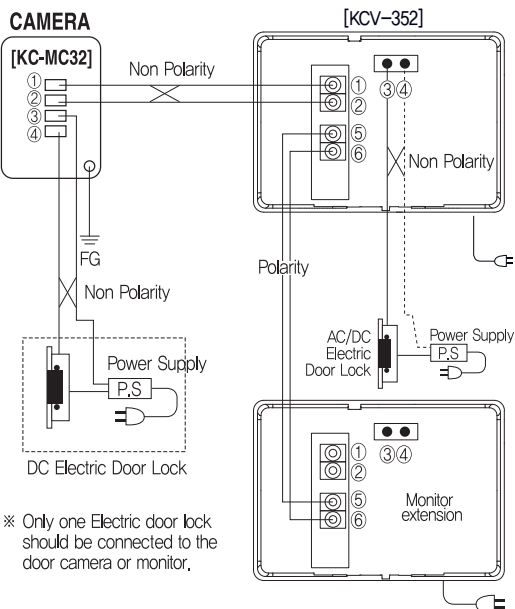 CAMERA
[KC-MC32]
①
②
③
④
Non Polarity
FG
Non Polarity
Power Supply
P.S
DC Electric Door Lock
※ Only one Electric door lock
should be connected to the
door camera or monitor.
[KCV-352]
①
②
⑤
⑥
③④
Non Polarity
Polarity
AC/DC
Electric
Door Lock
Power Supply
P.S
①
②
⑤
⑥
③④
Monitor
extension